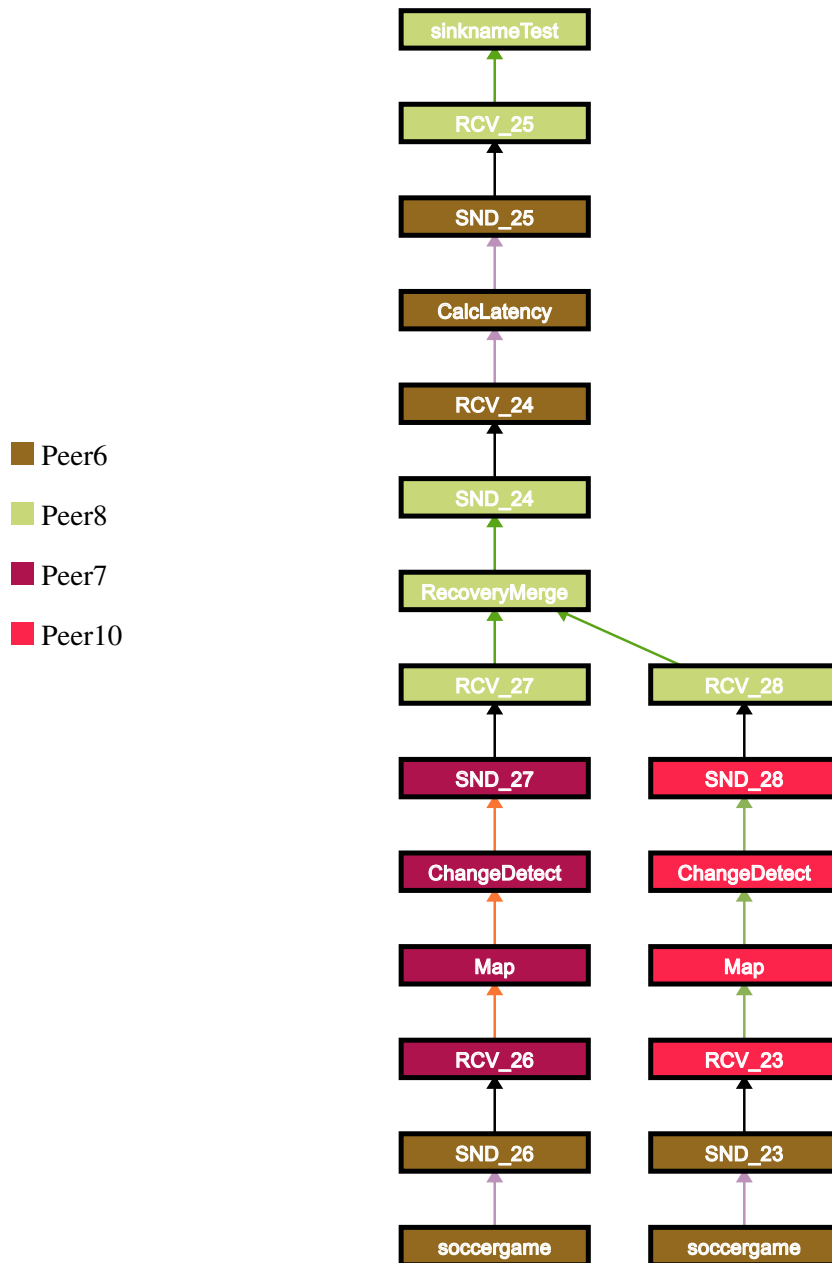 sinknameTest
RCV_25
SND_25
CalcLatency
RCV_24
SND_24
RecoveryMerge
RCV_27
RCV_28
SND_27
SND_28
ChangeDetect
ChangeDetect
Map
Map
RCV_26
RCV_23
SND_26
SND_23
soccergame
soccergame
Peer6
Peer8
Peer7
Peer10